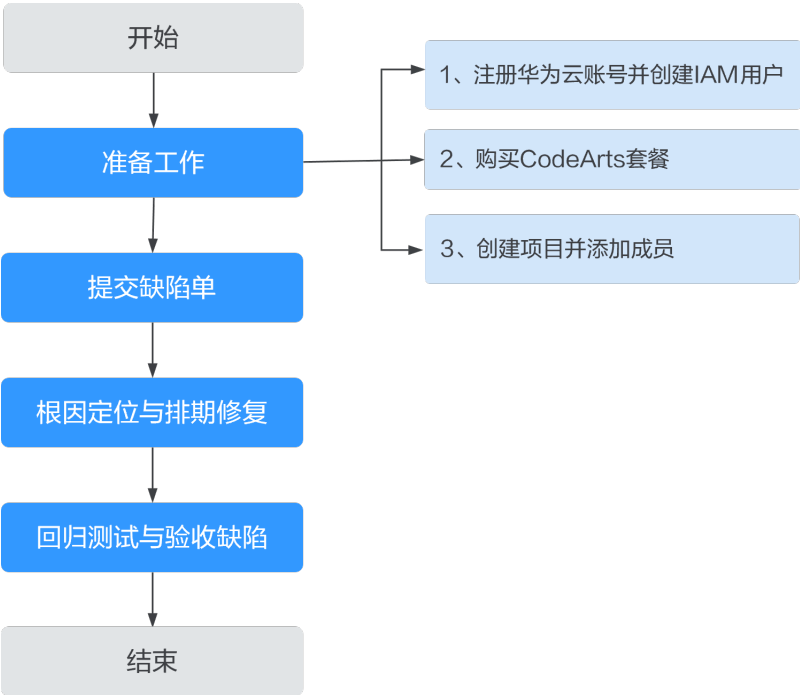 开始
准备工作
1、注册华为云账号并创建IAM用户
2、购买CodeArts套餐
3、创建项目并添加成员
提交缺陷单
根因定位与排期修复
回归测试与验收缺陷
结束